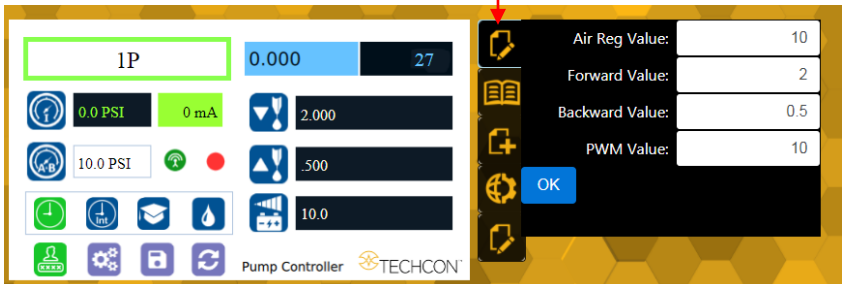 1P
0.000 27
0.0 PSI 0 mA
2.000
A-B
10.0 PSI
.500
Int
10.0
Pump Controller TECHCON
Air Reg Value: 10
Forward Value: 2
Backward Value: 0.5
PWM Value: 10
OK